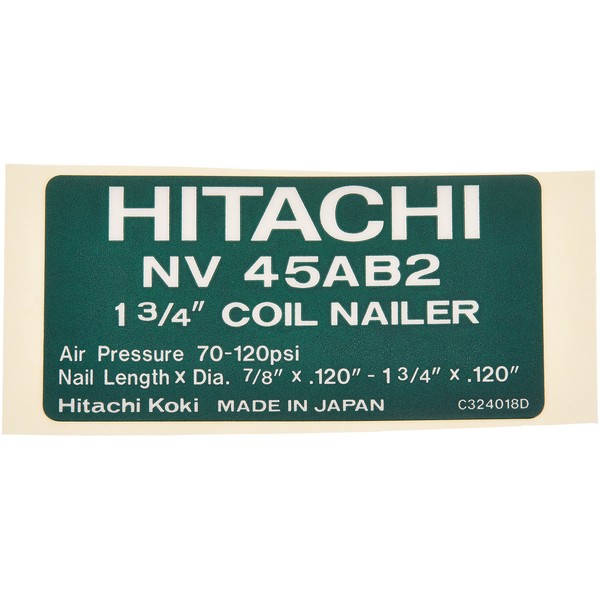 HITACHI
NV 45AB2
1 3/4" COIL NAILER
Air Pressure 70-120psi
Nail Length x Dia. 7/8" x .120" - 1 3/4" x .120"
Hitachi Koki MADE IN JAPAN C324018D